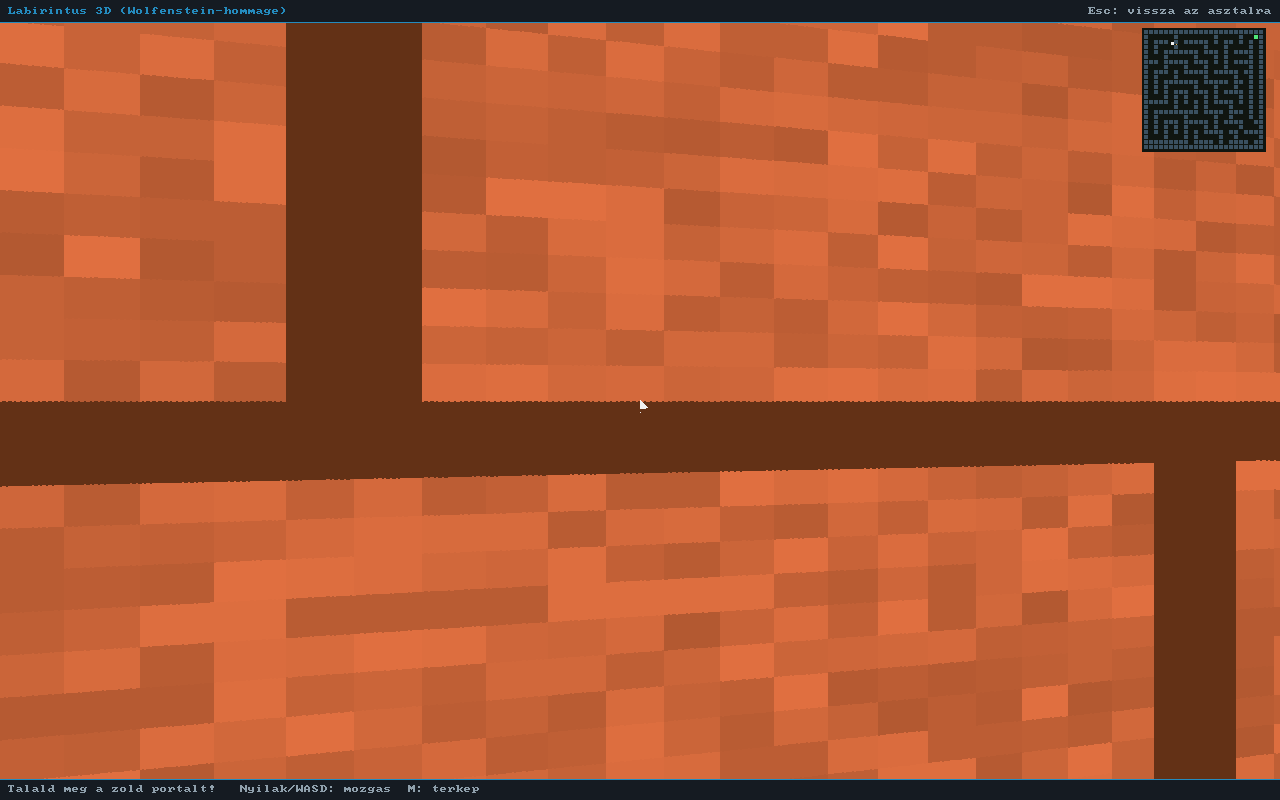 Labirintus 3D (Wolfenstein-hommage)
Esc: vissza az asztalra
Talald meg a zold portalt!   Nyilak/WASD: mozgas  M: terkep